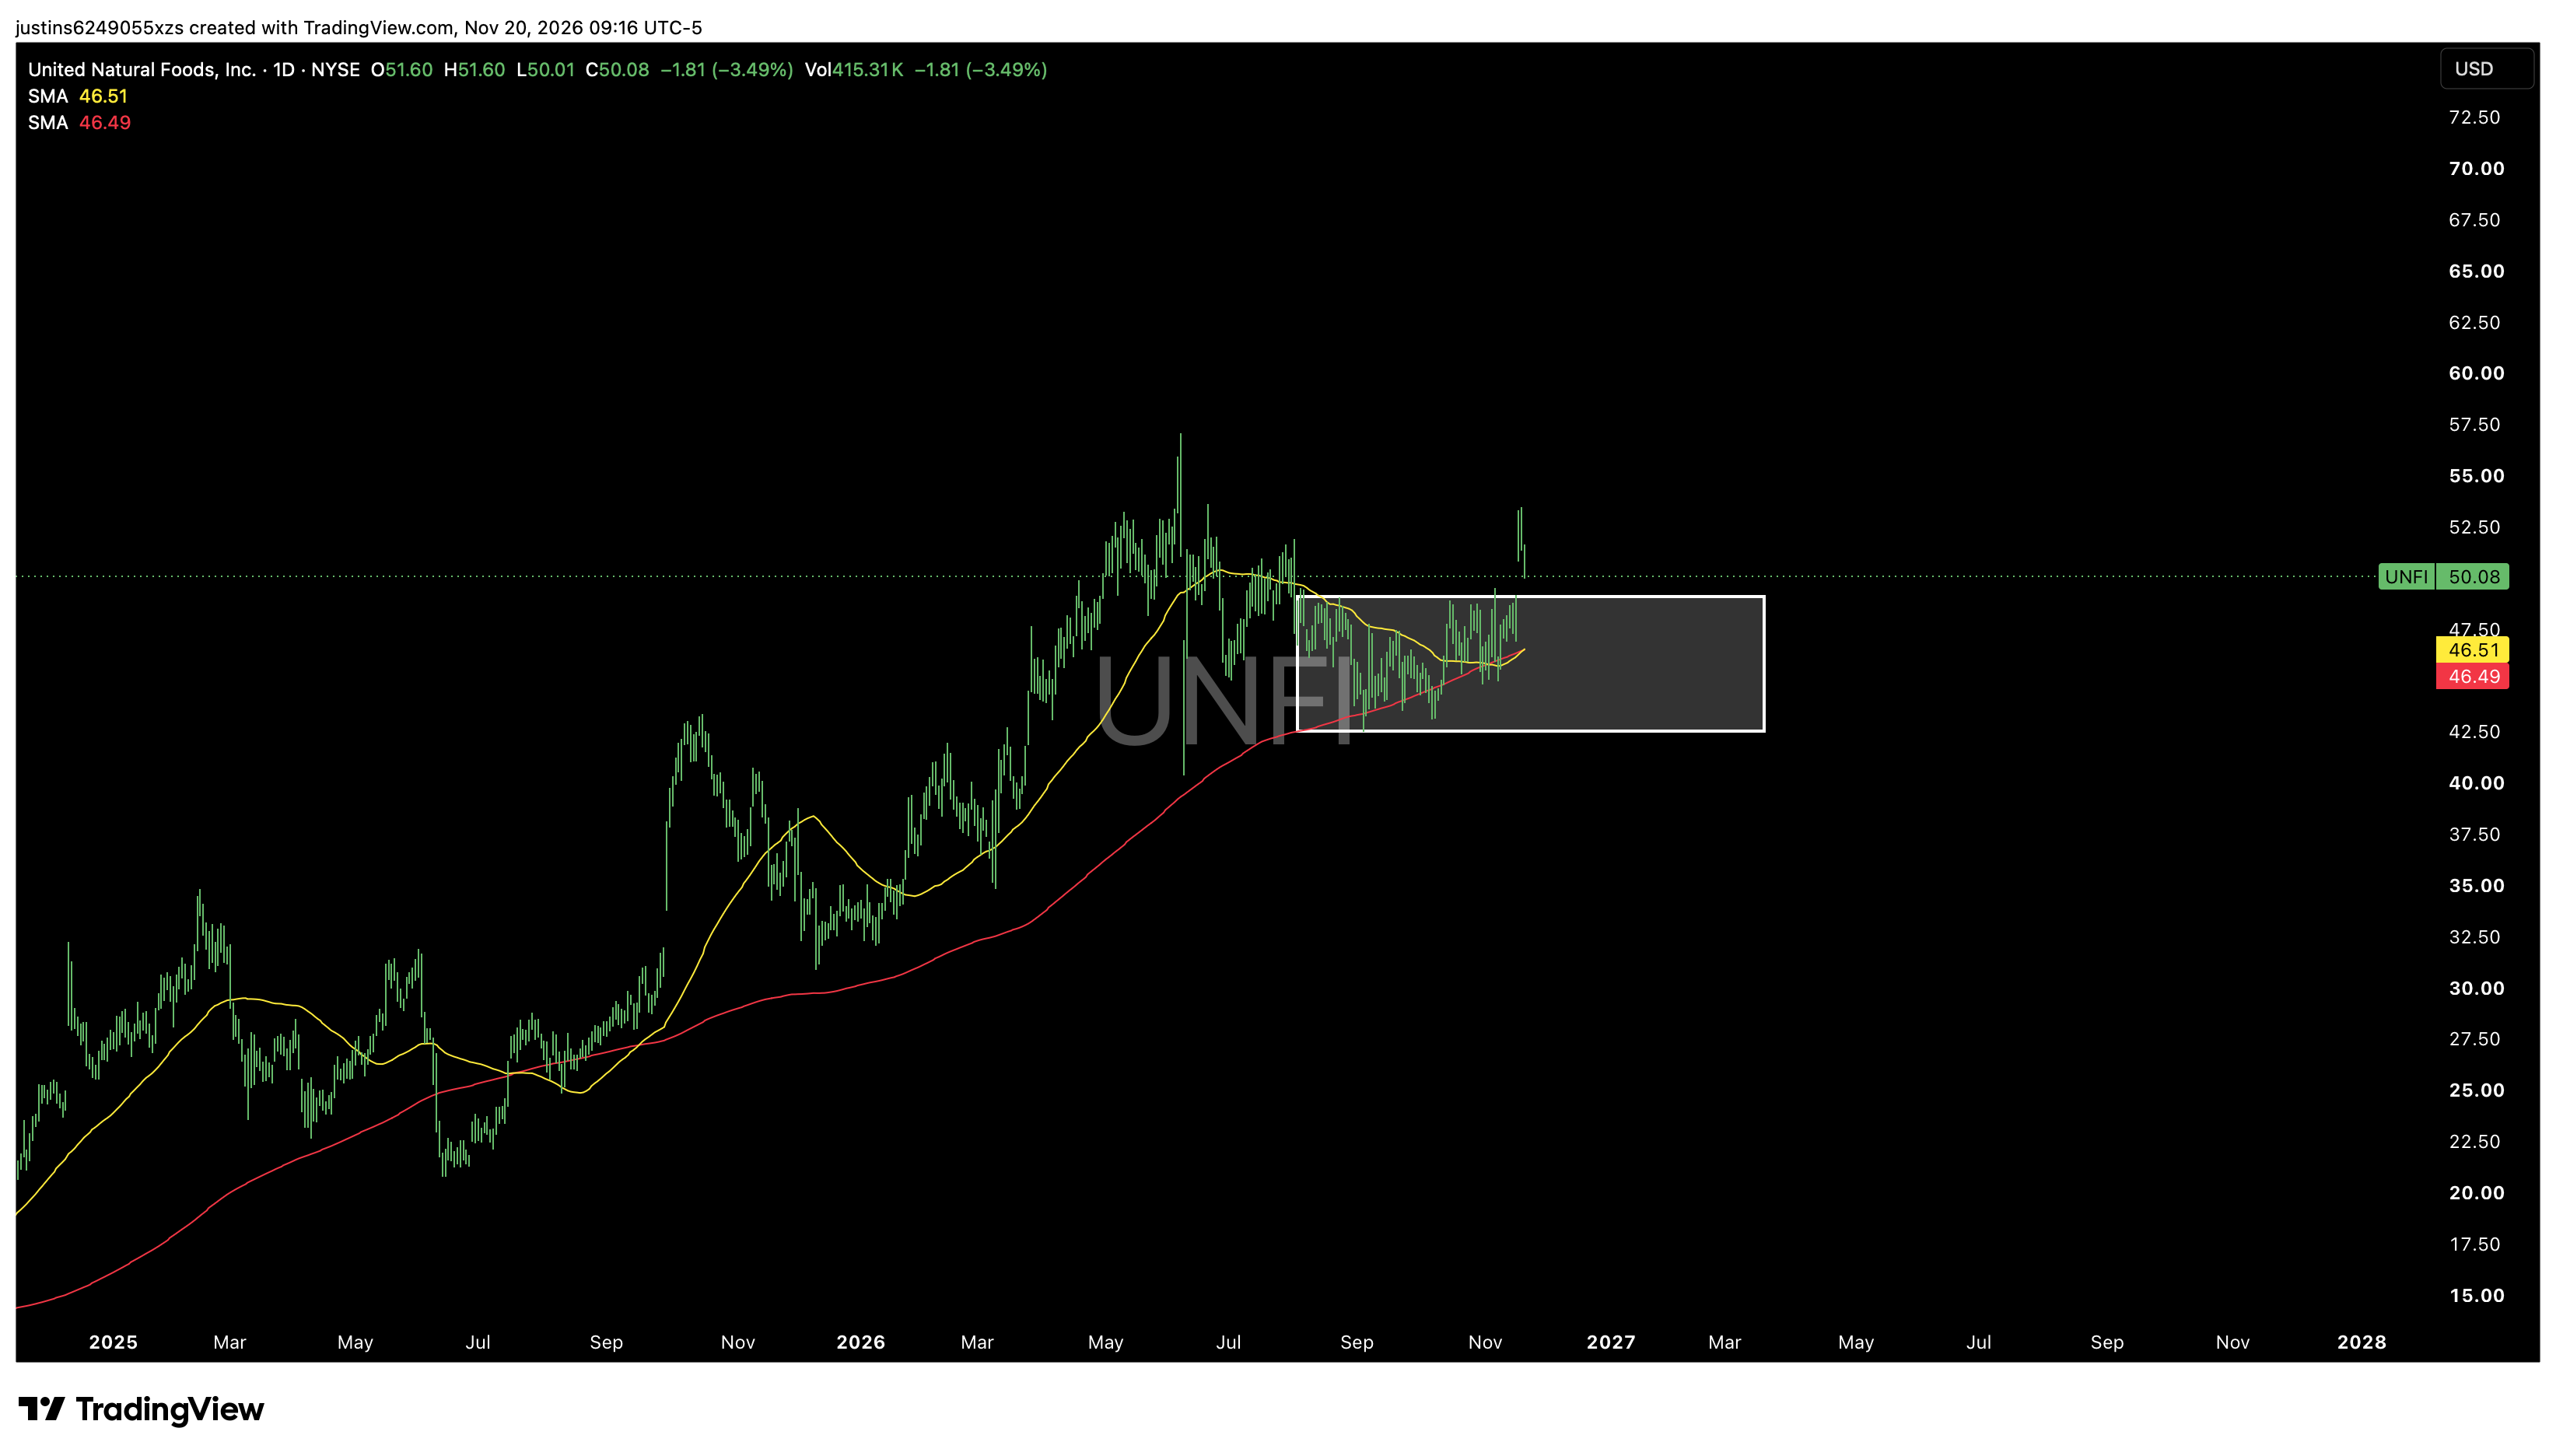 justins6249055xzs created with TradingView.com, Nov 20, 2026 09:16 UTC-5
United Natural Foods, Inc. · 1D · NYSE O51.60 H51.60 L50.01 C50.08 −1.81 (−3.49%) Vol415.31K −1.81 (−3.49%)
SMA 46.51
SMA 46.49
USD
72.50
70.00
67.50
65.00
62.50
60.00
57.50
55.00
52.50
UNFI 50.08
47.50
46.51
46.49
42.50
40.00
37.50
35.00
32.50
30.00
27.50
25.00
22.50
20.00
17.50
15.00
UNFI
2025 Mar May Jul Sep Nov 2026 Mar May Jul Sep Nov 2027 Mar May Jul Sep Nov 2028
TradingView